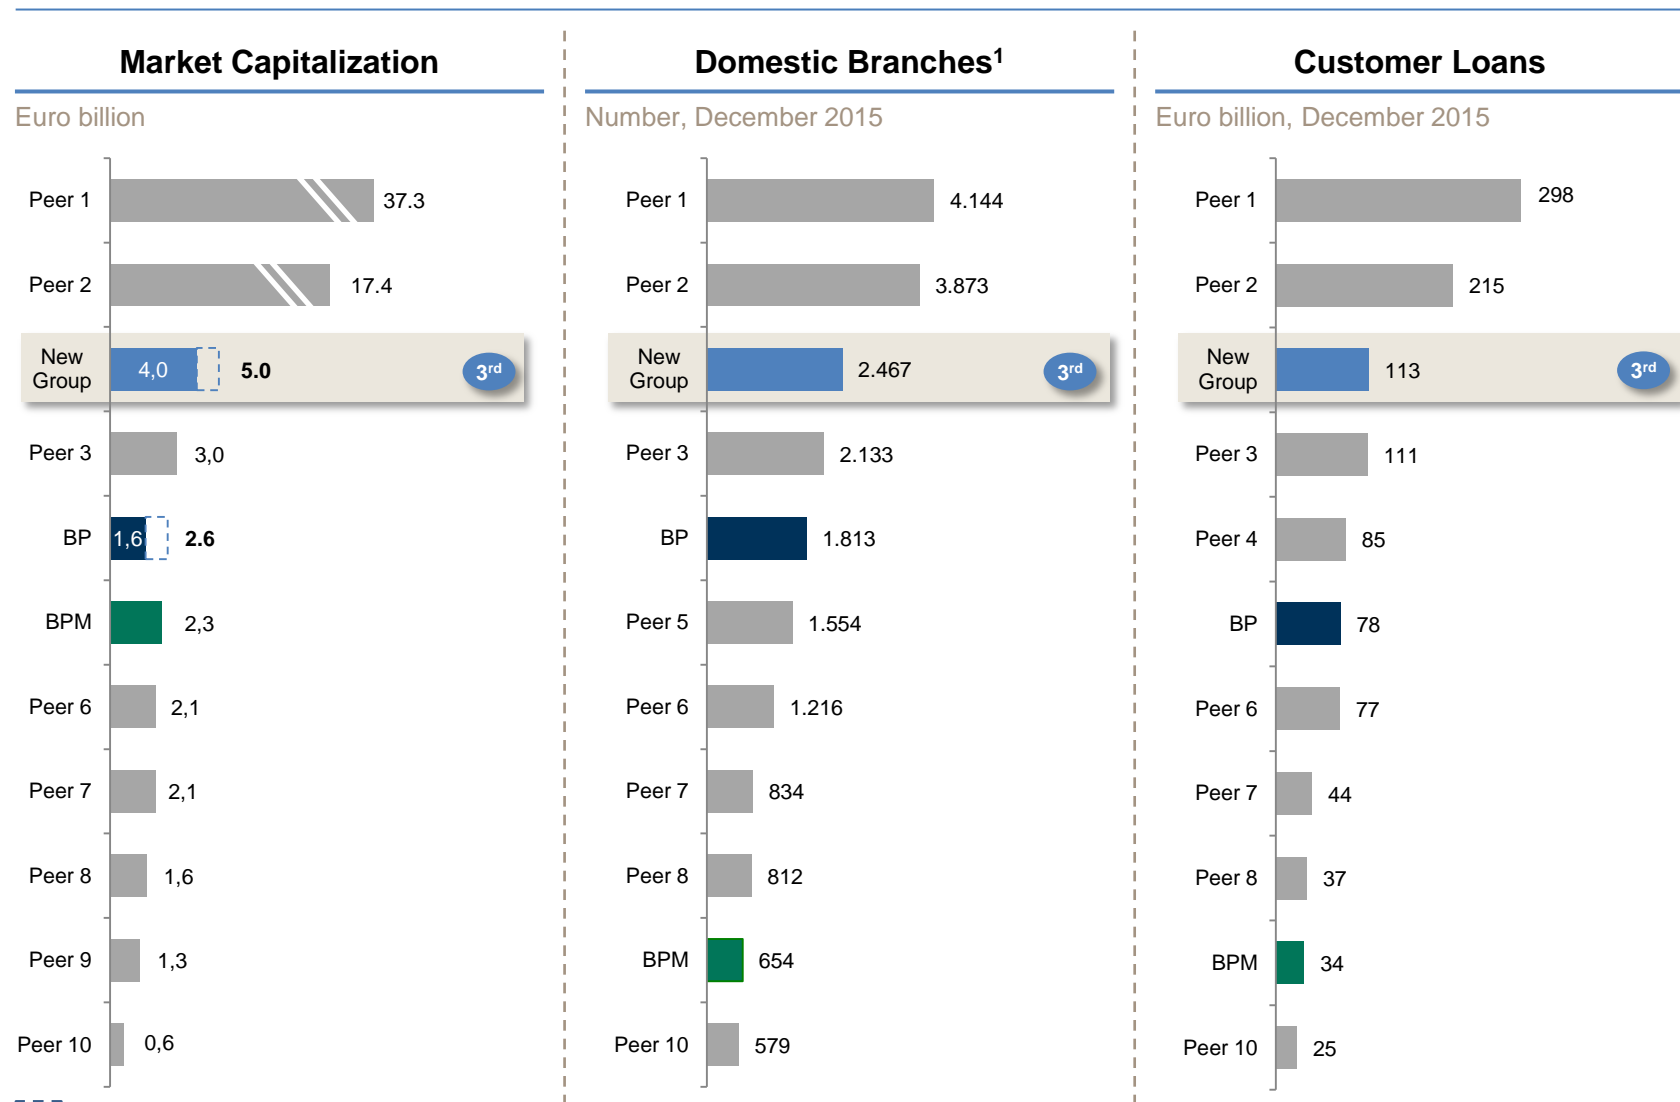 Market Capitalization
Euro billion
Peer 1 37.3
Peer 2 17.4
New Group 4,0 5.0 3rd
Peer 3 3,0
BP 1,6 2.6
BPM 2,3
Peer 6 2,1
Peer 7 2,1
Peer 8 1,6
Peer 9 1,3
Peer 10 0,6
Domestic Branches1
Number, December 2015
Peer 1 4.144
Peer 2 3.873
New Group 2.467 3rd
Peer 3 2.133
BP 1.813
Peer 5 1.554
Peer 6 1.216
Peer 7 834
Peer 8 812
BPM 654
Peer 10 579
Customer Loans
Euro billion, December 2015
Peer 1 298
Peer 2 215
New Group 113 3rd
Peer 3 111
Peer 4 85
BP 78
Peer 6 77
Peer 7 44
Peer 8 37
BPM 34
Peer 10 25